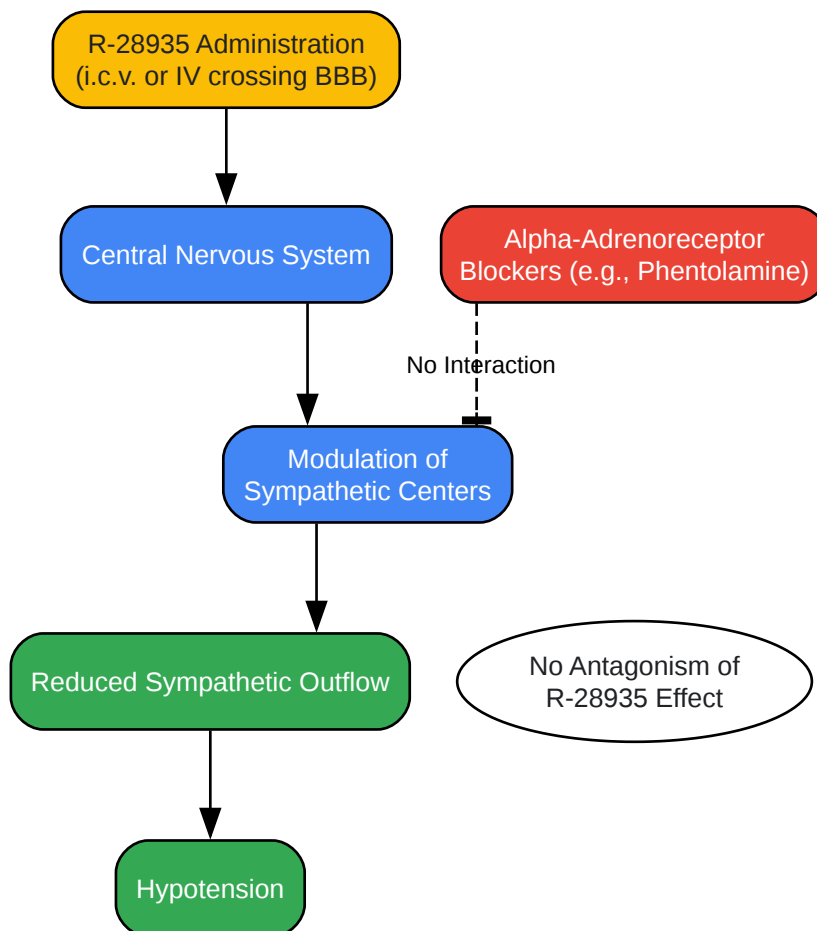 R-28935 Administration
(i.c.v. or IV crossing BBB)
Central Nervous System
Alpha-Adrenoreceptor
Blockers (e.g., Phentolamine)
No Interaction
Modulation of
Sympathetic Centers
Reduced Sympathetic Outflow
No Antagonism of
R-28935 Effect
Hypotension